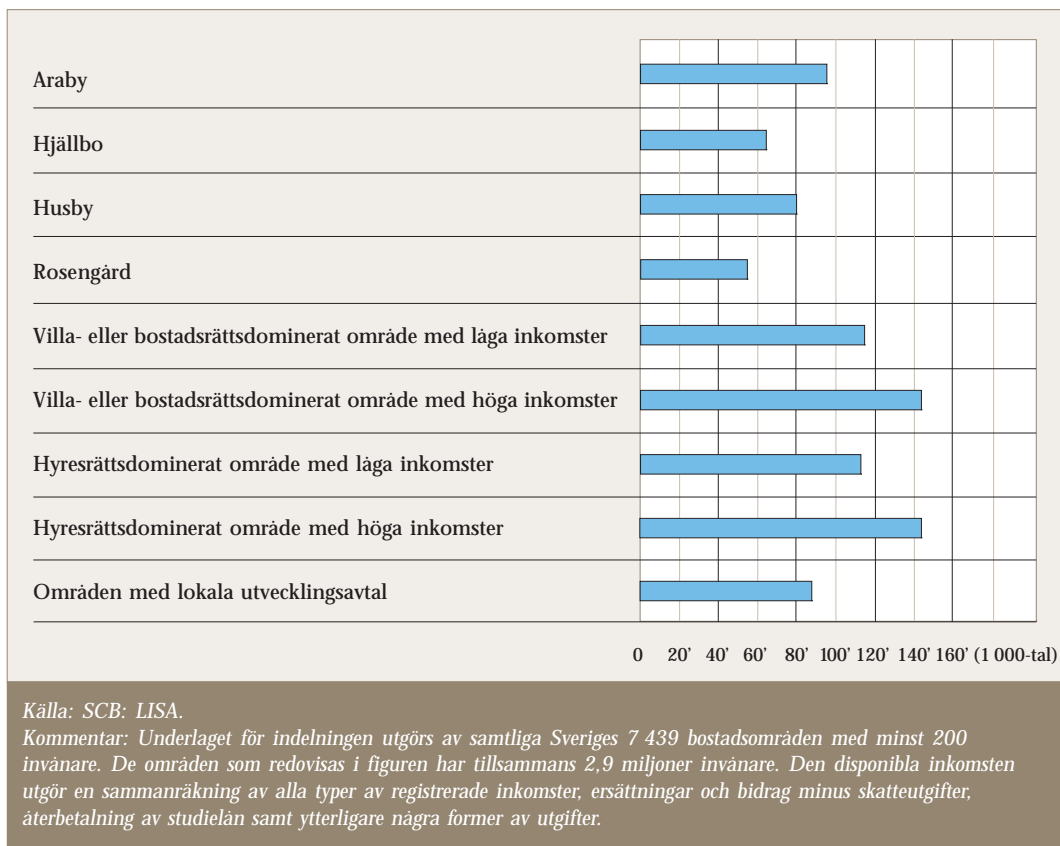 Araby
Hjällbo
Husby
Rosengård
Villa- eller bostadsrättsdominerat område med låga inkomster
Villa- eller bostadsrättsdominerat område med höga inkomster
Hyresrättsdominerat område med låga inkomster
Hyresrättsdominerat område med höga inkomster
Områden med lokala utvecklingsavtal
0 20’ 40’ 60’ 80’ 100’ 120’ 140’ 160’ (1 000-tal)
Källa: SCB: LISA.
Kommentar: Underlaget för indelningen utgörs av samtliga Sveriges 7 439 bostadsområden med minst 200
invånare. De områden som redovisas i figuren har tillsammans 2,9 miljoner invånare. Den disponibla inkomsten
utgör en sammanräkning av alla typer av registrerade inkomster, ersättningar och bidrag minus skatteutgifter,
återbetalning av studielån samt ytterligare några former av utgifter.